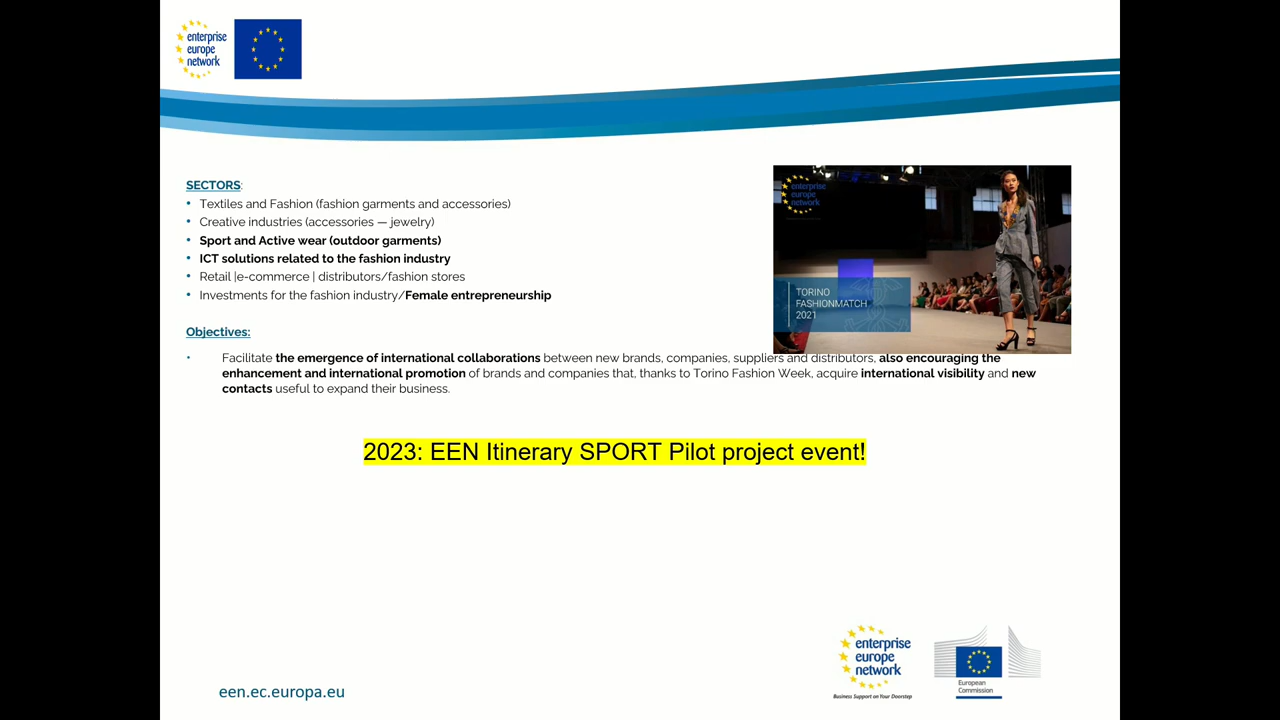 enterprise
europe
network
SECTORS:
• Textiles and Fashion (fashion garments and accessories)
• Creative industries (accessories — jewelry)
• Sport and Active wear (outdoor garments)
• ICT solutions related to the fashion industry
• Retail |e-commerce | distributors/fashion stores
• Investments for the fashion industry/Female entrepreneurship
enterprise
europe
network
TORINO
FASHIONMATCH
2021
Objectives:
• Facilitate the emergence of international collaborations between new brands, companies, suppliers and distributors, also encouraging the
enhancement and international promotion of brands and companies that, thanks to Torino Fashion Week, acquire international visibility and new
contacts useful to expand their business.
2023: EEN Itinerary SPORT Pilot project event!
een.ec.europa.eu
enterprise
europe
network
Business Support on Your Doorstep
European
Commission